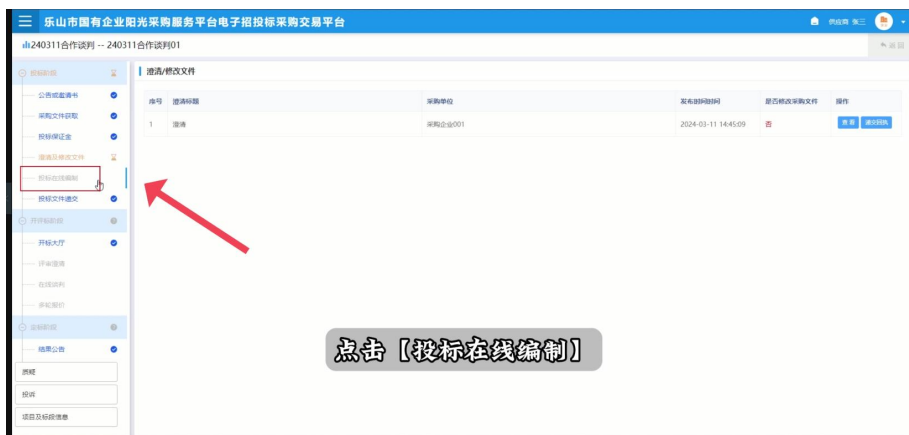 乐山市国有企业阳光采购服务平台电子招投标采购交易平台
供应商 张三
240311合作谈判 -- 240311合作谈判01
返回
投标阶段
澄清/修改文件
公告或邀请书
采购文件获取
投标保证金
澄清及修改文件
投标在线编制
投标文件递交
开评标阶段
开标大厅
评审澄清
在线谈判
多轮报价
定标阶段
结果公告
质疑
投诉
项目及标段信息
序号 澄清标题 采购单位 发布时间时间 是否修改采购文件 操作
1 澄清 采购企业001 2024-03-11 14:45:09 否 查看 递交回执
点击【投标在线编制】